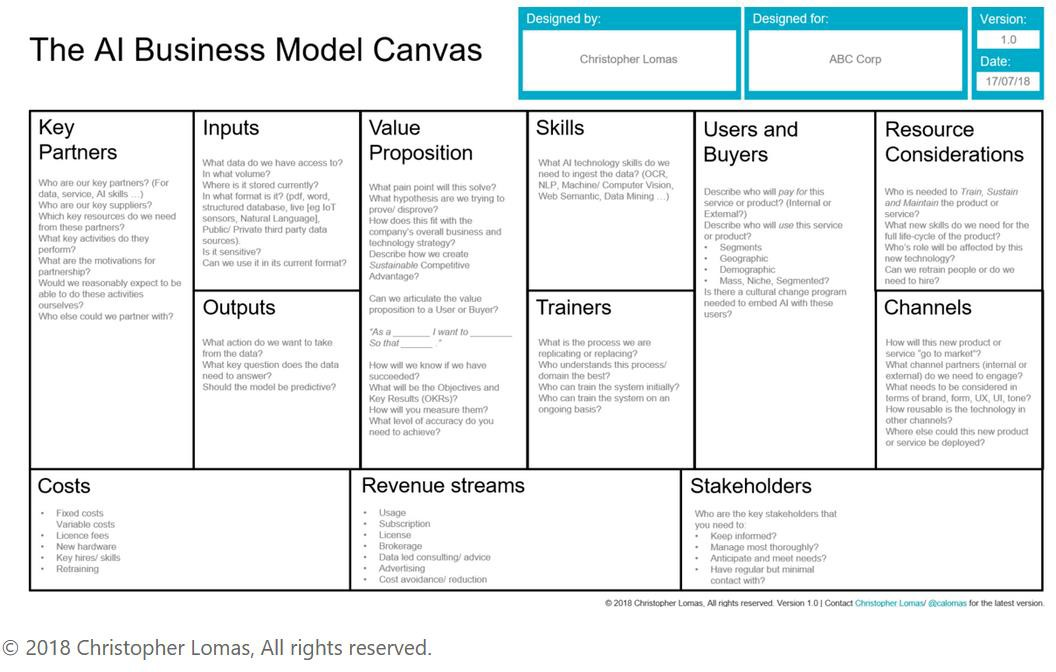 The AI Business Model Canvas
Designed by:
Christopher Lomas
Designed for:
ABC Corp
Version:
1.0
Date:
17/07/18
Key
Partners
Who are our key partners? (For
data, service, AI skills ...)
Who are our key suppliers?
Which key resources do we need
from these partners?
What key activities do they
perform?
What are the motivations for
partnership?
Would we reasonably expect to be
able to do these activities
ourselves?
Who else could we partner with?
Inputs
What data do we have access to?
In what volume?
Where is it stored currently?
In what format is it? (pdf, word,
structured database, live [eg IoT
sensors, Natural Language],
Public/ Private third party data
sources).
Is it sensitive?
Can we use it in its current format?
Outputs
What action do we want to take
from the data?
What key question does the data
need to answer?
Should the model be predictive?
Value
Proposition
What pain point will this solve?
What hypothesis are we trying to
prove/ disprove?
How does this fit with the
company's overall business and
technology strategy?
Describe how we create
Sustainable Competitive
Advantage?
Can we articulate the value
proposition to a User or Buyer?
"As a _______ I want to ________
So that ______ ."
How will we know if we have
succeeded?
What will be the Objectives and
Key Results (OKRs)?
How will you measure them?
What level of accuracy do you
need to achieve?
Skills
What AI technology skills do we
need to ingest the data? (OCR,
NLP, Machine/ Computer Vision,
Web Semantic, Data Mining ...)
Trainers
What is the process we are
replicating or replacing?
Who understands this process/
domain the best?
Who can train the system initially?
Who can train the system on an
ongoing basis?
Users and
Buyers
Describe who will pay for this
service or product? (Internal or
External?)
Describe who will use this service
or product?
• Segments
• Geographic
• Demographic
• Mass, Niche, Segmented?
Is there a cultural change program
needed to embed AI with these
users?
Resource
Considerations
Who is needed to Train, Sustain
and Maintain the product or
service?
What new skills do we need for the
full life-cycle of the product?
Who's role will be affected by this
new technology?
Can we retrain people or do we
need to hire?
Channels
How will this new product or
service "go to market"?
What channel partners (internal or
external) do we need to engage?
What needs to be considered in
terms of brand, form, UX, UI, tone?
How reusable is the technology in
other channels?
Where else could this new product
or service be deployed?
Costs
• Fixed costs
Variable costs
• Licence fees
• New hardware
• Key hires/ skills
• Retraining
Revenue streams
• Usage
• Subscription
• License
• Brokerage
• Data led consulting/ advice
• Advertising
• Cost avoidance/ reduction
Stakeholders
Who are the key stakeholders that
you need to:
• Keep informed?
• Manage most thoroughly?
• Anticipate and meet needs?
• Have regular but minimal
contact with?
© 2018 Christopher Lomas, All rights reserved. Version 1.0 | Contact Christopher Lomas/ @calomas for the latest version.
© 2018 Christopher Lomas, All rights reserved.